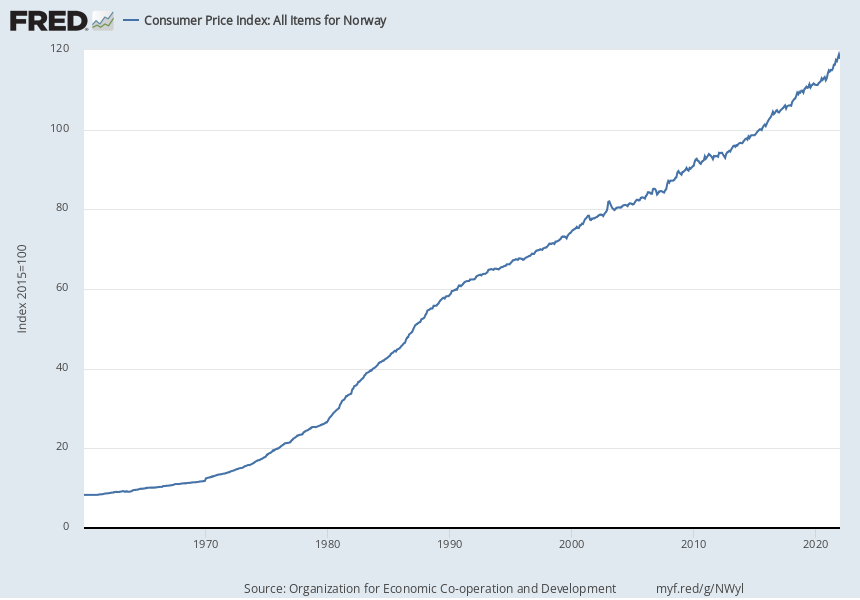 FRED
Consumer Price Index: All Items for Norway
120
100
80
60
40
20
0
Index 2015=100
1970 1980 1990 2000 2010 2020
Source: Organization for Economic Co-operation and Development myf.red/g/NWyl